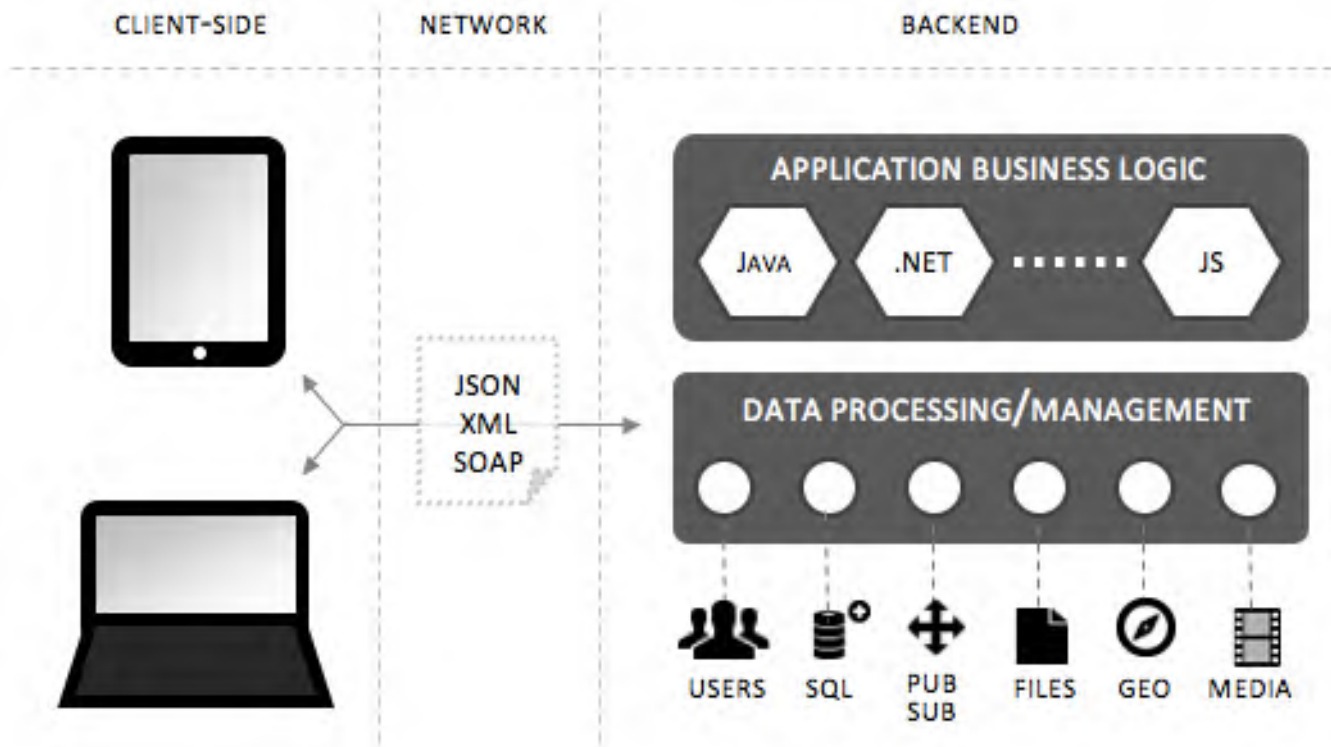 CLIENT-SIDE
NETWORK
BACKEND
APPLICATION BUSINESS LOGIC
JAVA
.NET
JS
JSON
XML
SOAP
DATA PROCESSING/MANAGEMENT
USERS
SQL
PUB
SUB
FILES
GEO
MEDIA